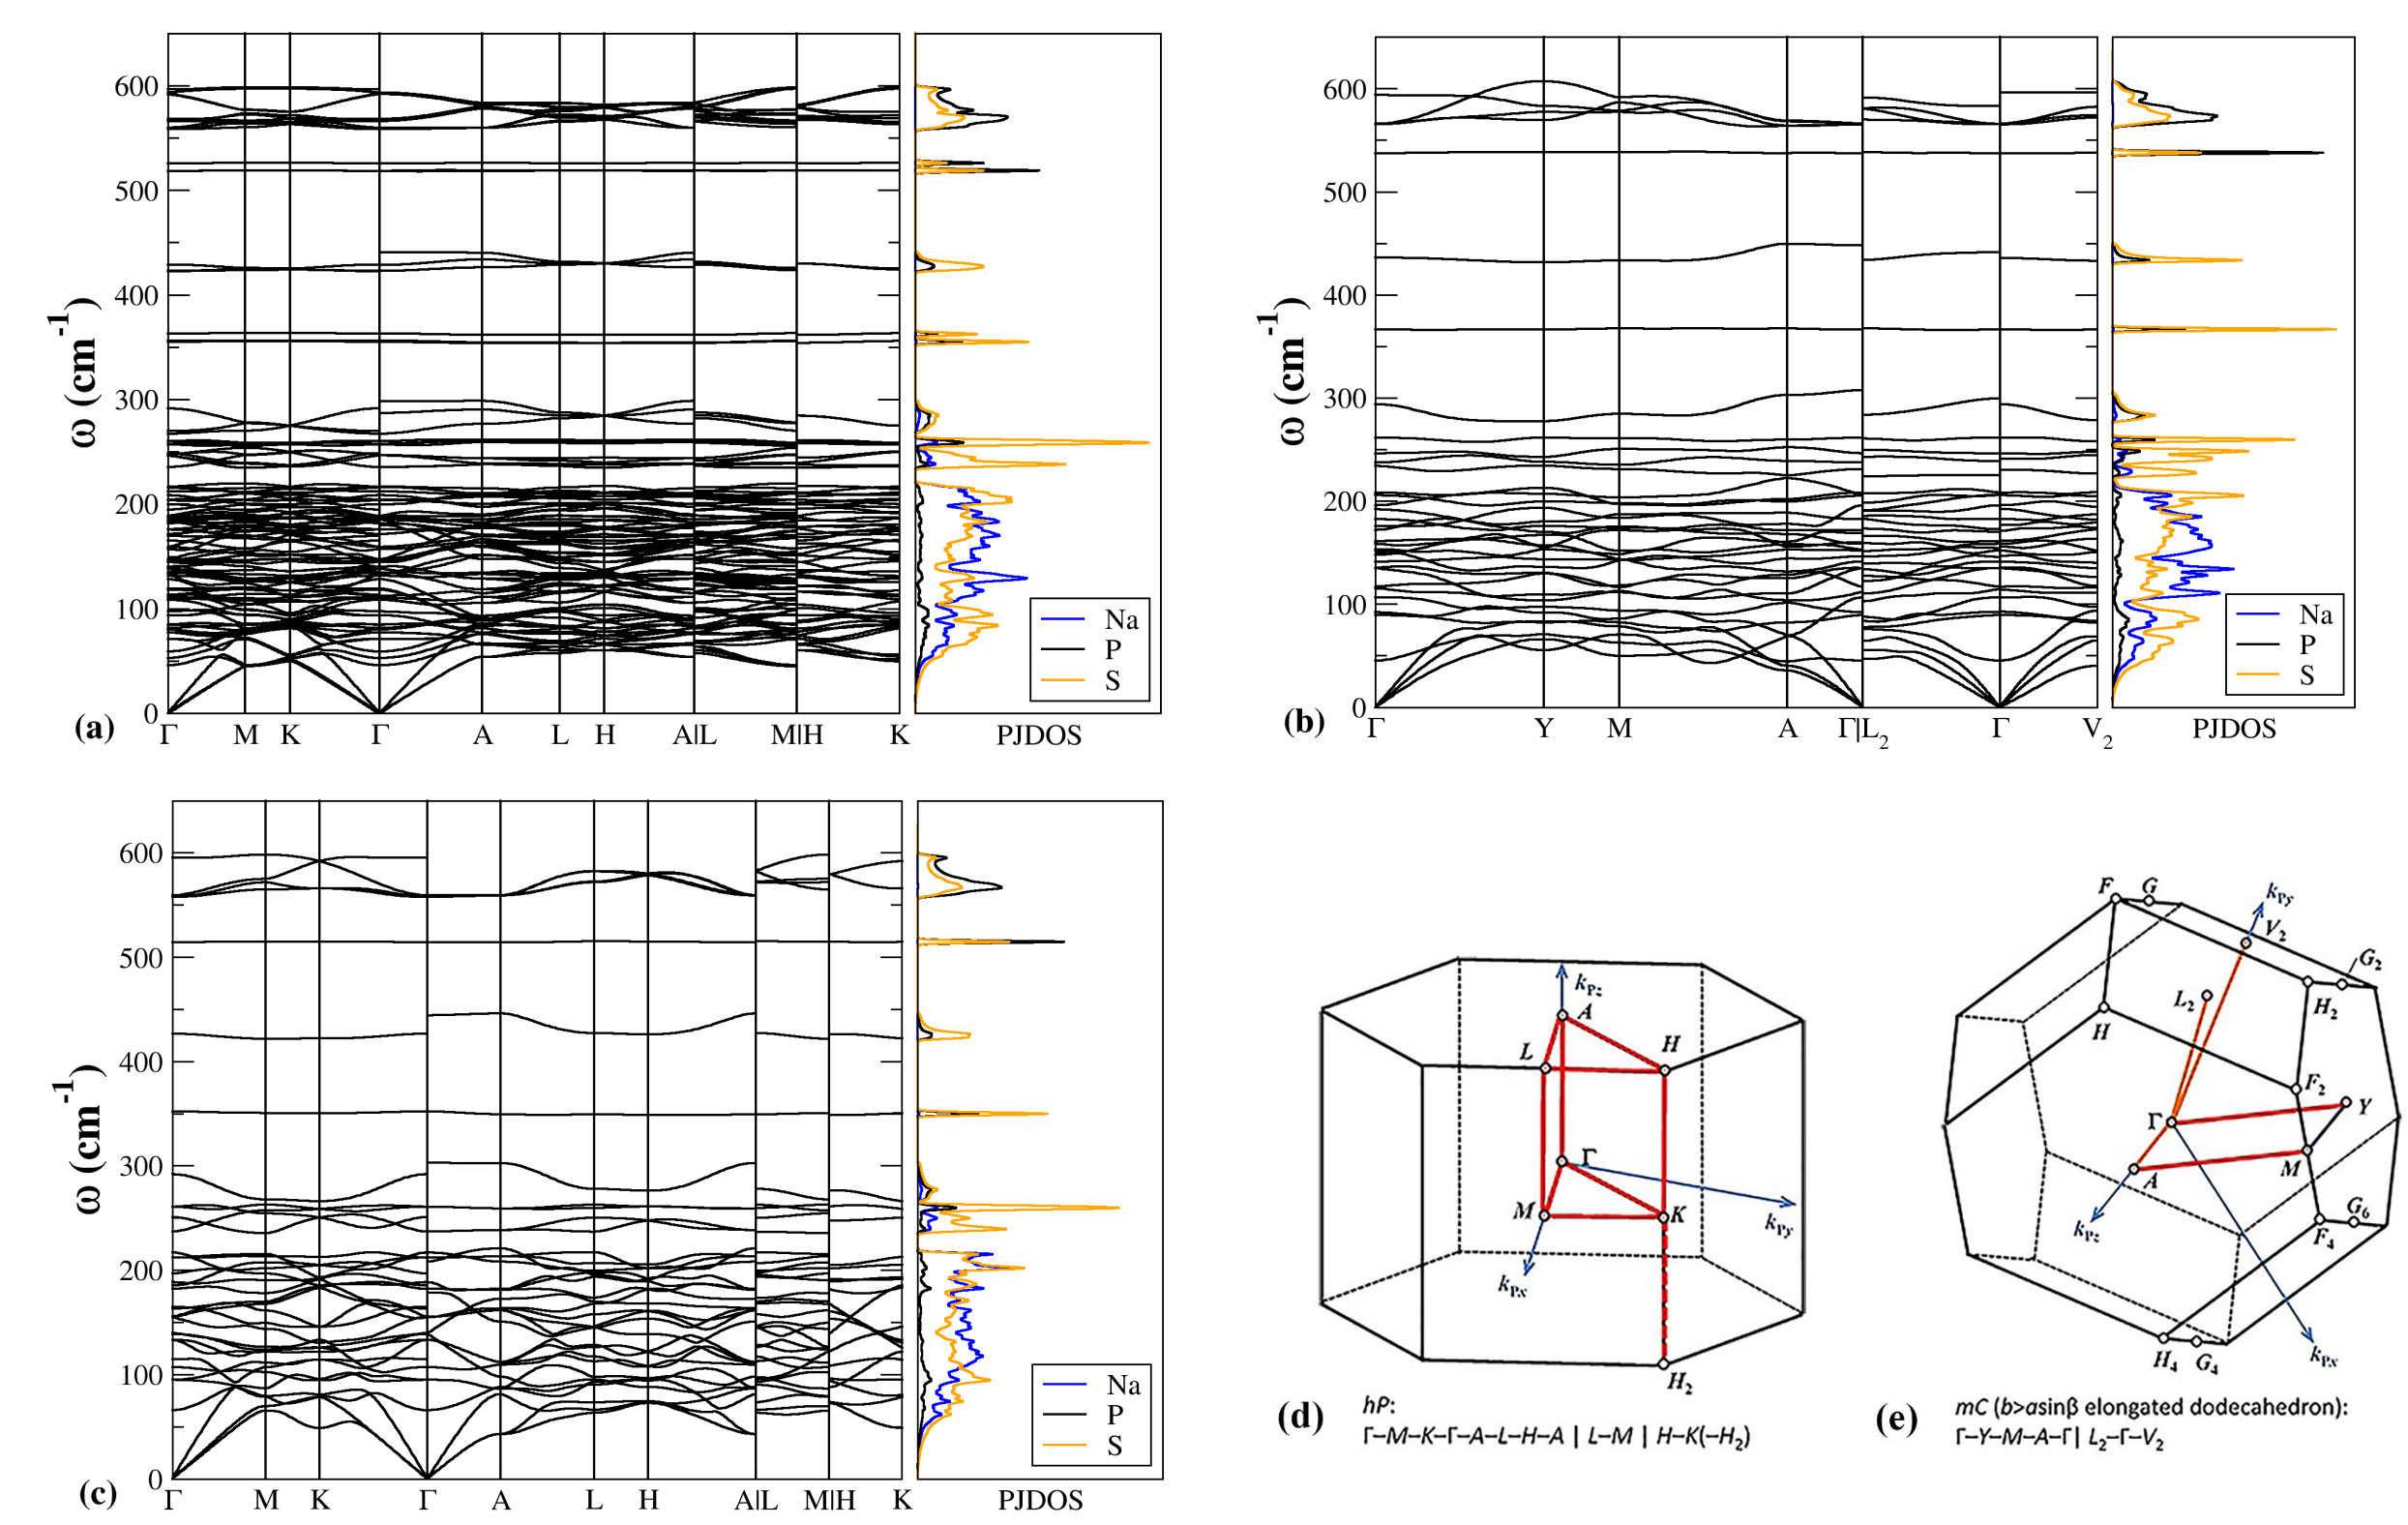 600
500
400
300
200
100
0
ω (cm-1)
Γ M K Γ A L H A|L M|H K
PJDOS
Na
P
S
(a)
600
500
400
300
200
100
0
ω (cm-1)
Γ Y M A Γ|L2 Γ V2
PJDOS
Na
P
S
(b)
600
500
400
300
200
100
0
ω (cm-1)
Γ M K Γ A L H A|L M|H K
PJDOS
Na
P
S
(c)
kPz
A
L
H
Γ
M
K
kPy
kPx
H2
(d)
hP:
Γ–M–K–Γ–A–L–H–A | L–M | H–K(–H2)
F
G
kPy
V2
G2
L2
H2
H
F2
Γ
Y
M
A
kPz
G6
F4
H4
G4
kPx
(e)
mC (b>asinβ elongated dodecahedron):
Γ–Y–M–A–Γ| L2–Γ–V2